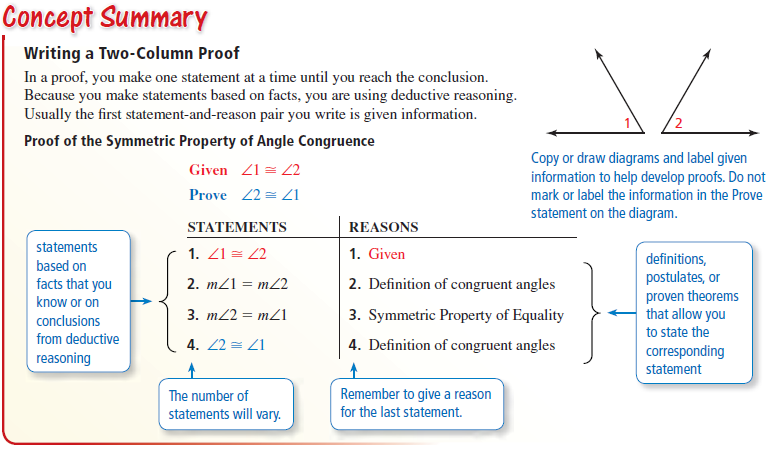 Concept Summary
Writing a Two-Column Proof
In a proof, you make one statement at a time until you reach the conclusion.
Because you make statements based on facts, you are using deductive reasoning.
Usually the first statement-and-reason pair you write is given information.
Proof of the Symmetric Property of Angle Congruence
1 2
Copy or draw diagrams and label given
information to help develop proofs. Do not
mark or label the information in the Prove
statement on the diagram.
Given ∠1 ≅ ∠2
Prove ∠2 ≅ ∠1
STATEMENTS REASONS
1. ∠1 ≅ ∠2 1. Given
2. m∠1 = m∠2 2. Definition of congruent angles
3. m∠2 = m∠1 3. Symmetric Property of Equality
4. ∠2 ≅ ∠1 4. Definition of congruent angles
statements
based on
facts that you
know or on
conclusions
from deductive
reasoning
definitions,
postulates, or
proven theorems
that allow you
to state the
corresponding
statement
The number of
statements will vary.
Remember to give a reason
for the last statement.